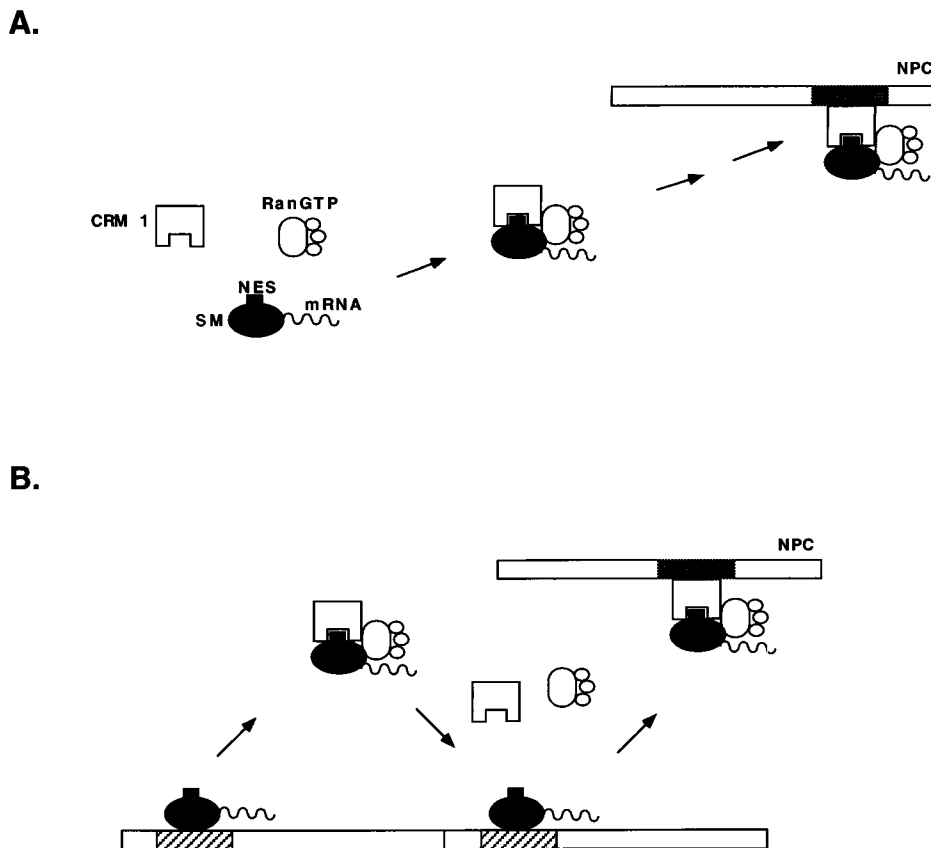 A.
NPC
RanGTP
CRM 1
NES
mRNA
SM
B.
NPC